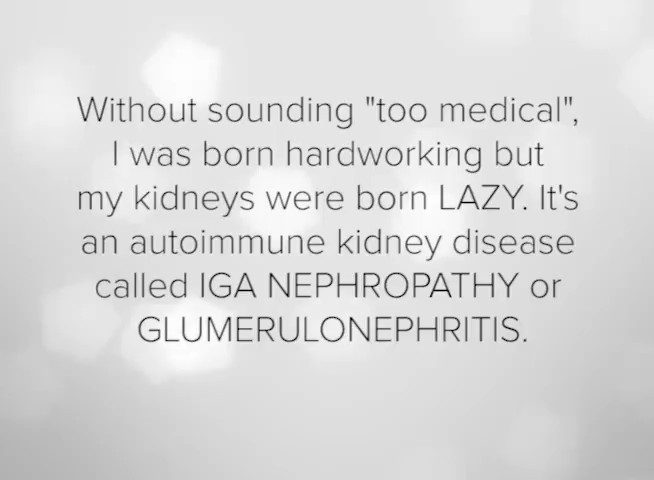 Without sounding "too medical",
I was born hardworking but
my kidneys were born LAZY. It's
an autoimmune kidney disease
called IGA NEPHROPATHY or
GLUMERULONEPHRITIS.